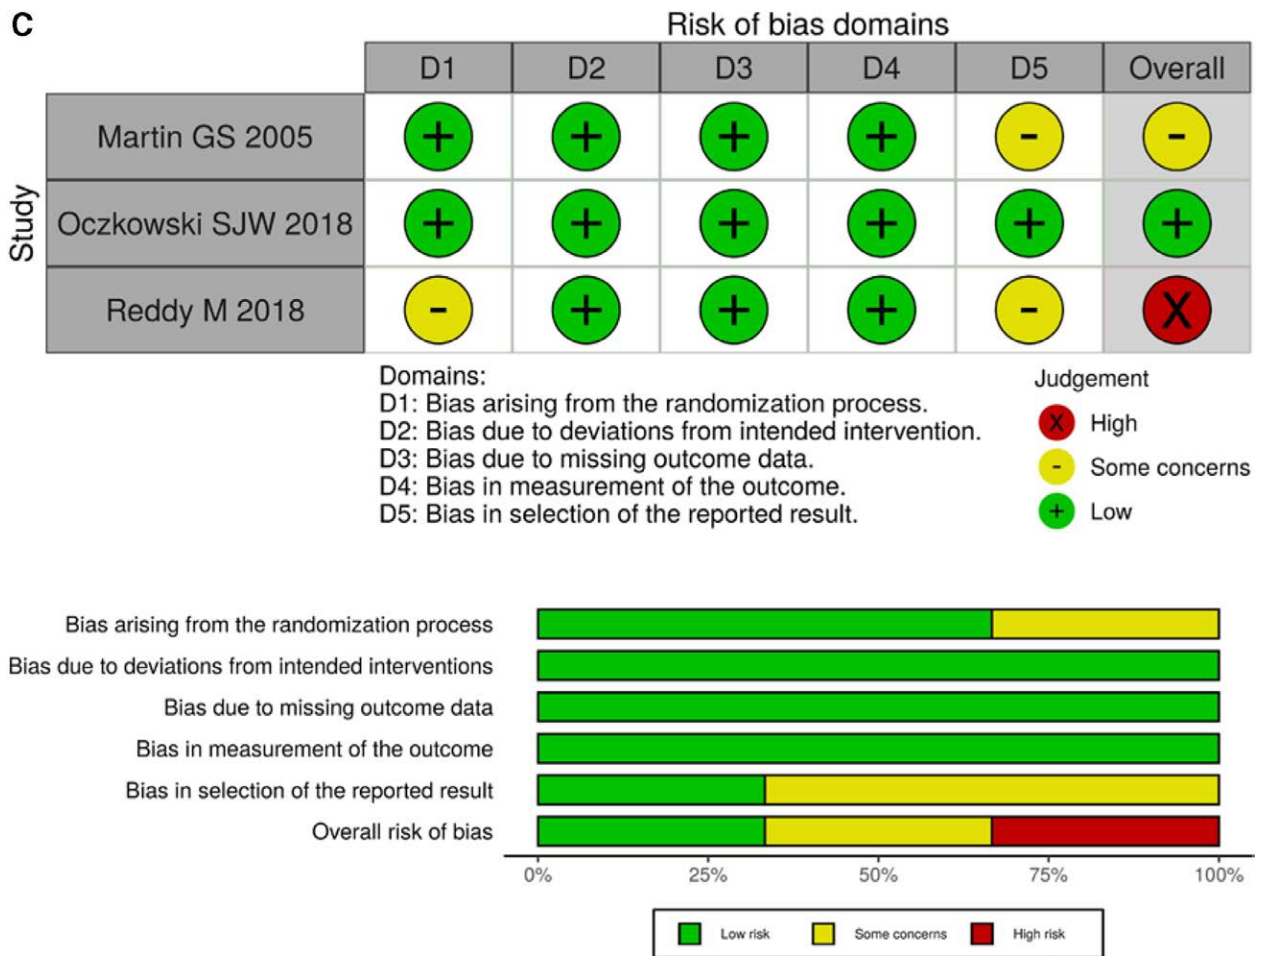 C
Risk of bias domains
D1 D2 D3 D4 D5 Overall
Study
Martin GS 2005 + + + + - -
Oczkowski SJW 2018 + + + + + +
Reddy M 2018 - + + + - X
Domains:
D1: Bias arising from the randomization process.
D2: Bias due to deviations from intended intervention.
D3: Bias due to missing outcome data.
D4: Bias in measurement of the outcome.
D5: Bias in selection of the reported result.
Judgement
X High
- Some concerns
+ Low
Bias arising from the randomization process
Bias due to deviations from intended interventions
Bias due to missing outcome data
Bias in measurement of the outcome
Bias in selection of the reported result
Overall risk of bias
0% 25% 50% 75% 100%
Low risk Some concerns High risk